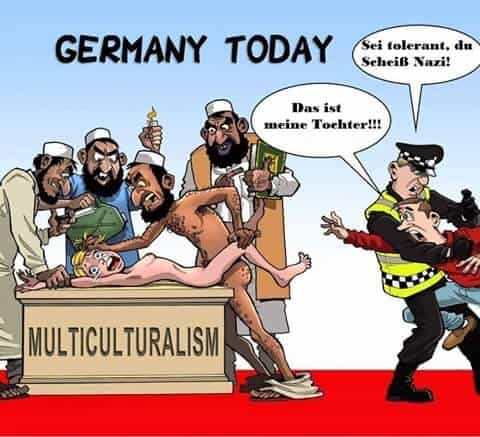 GERMANY TODAY
Sei tolerant, du
Scheiß Nazi!
Das ist
meine Tochter!!!
MULTICULTURALISM